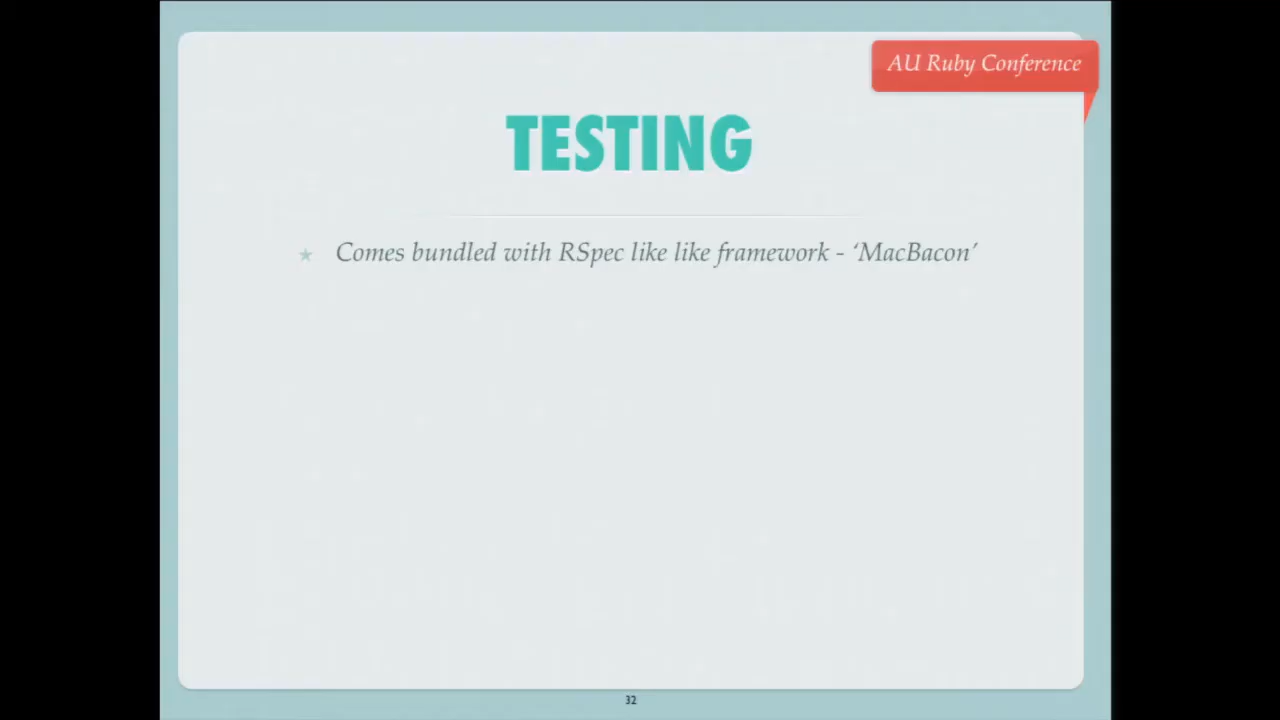 AU Ruby Conference
TESTING
★ Comes bundled with RSpec like like framework - ‘MacBacon’
32